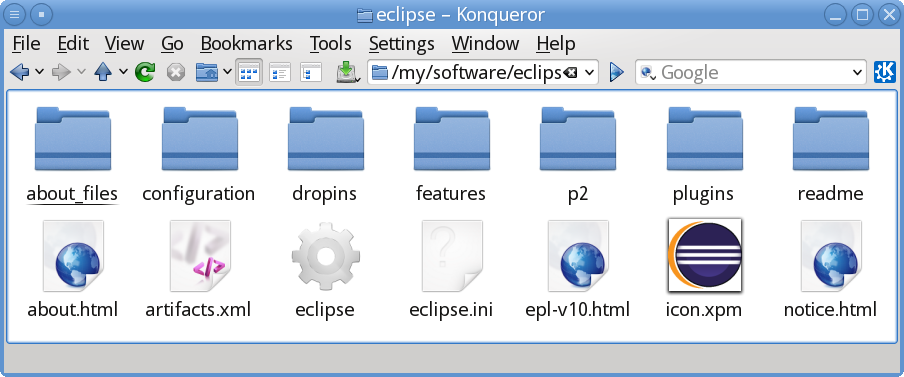 eclipse – Konqueror
File Edit View Go Bookmarks Tools Settings Window Help
/my/software/eclips Google
about_files configuration dropins features p2 plugins readme
about.html artifacts.xml eclipse eclipse.ini epl-v10.html icon.xpm notice.html